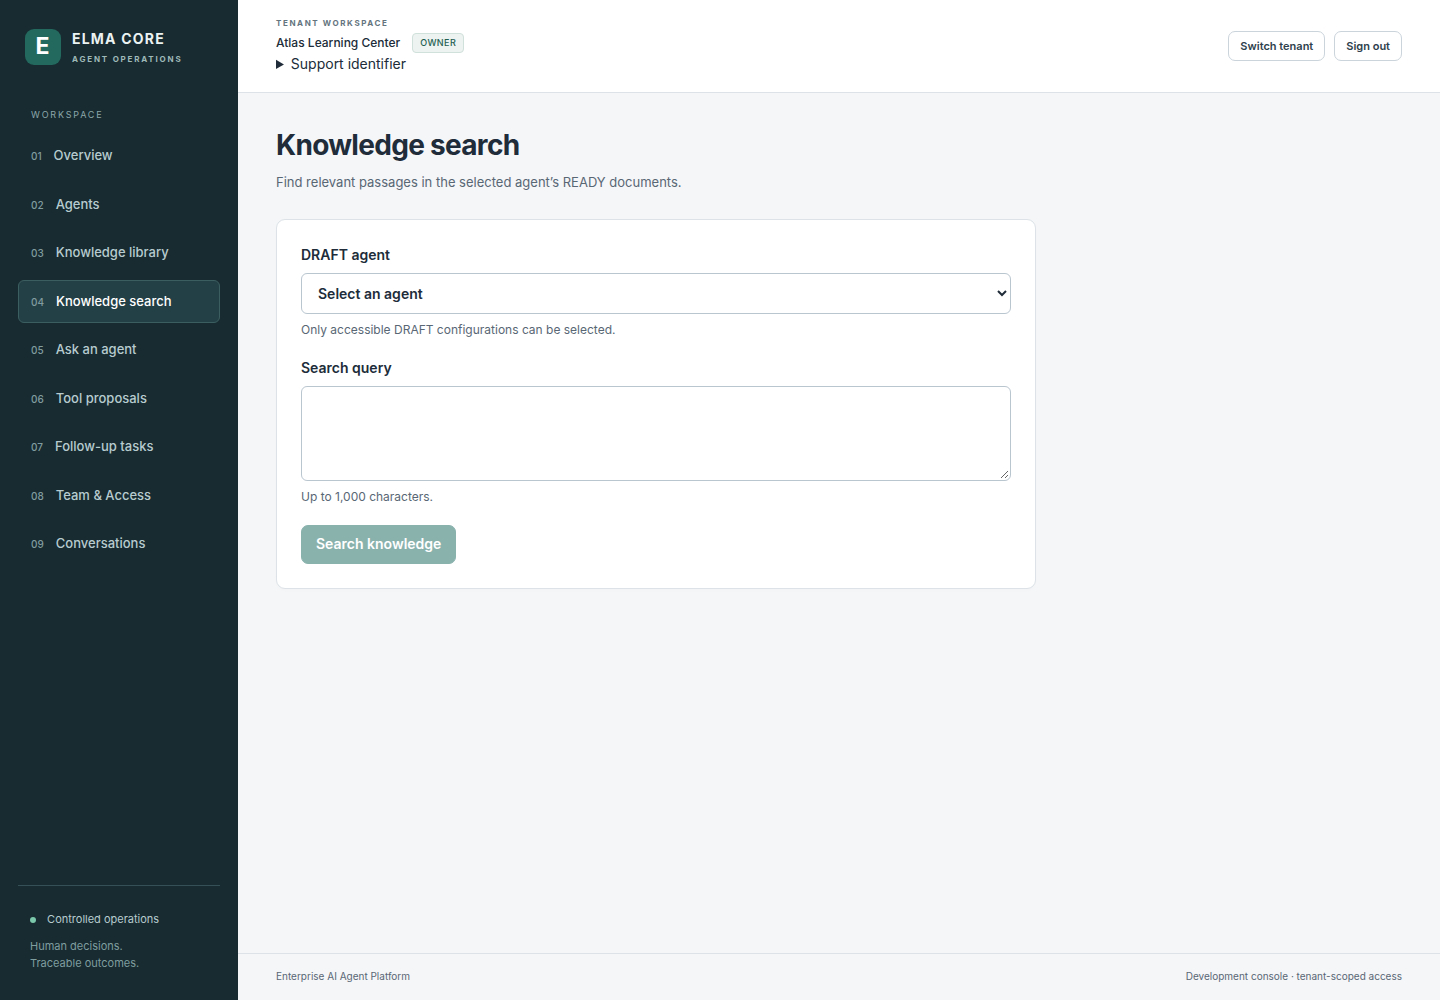 E
ELMA CORE
AGENT OPERATIONS
WORKSPACE
01 Overview
02 Agents
03 Knowledge library
04 Knowledge search
05 Ask an agent
06 Tool proposals
07 Follow-up tasks
08 Team & Access
09 Conversations
Controlled operations
Human decisions.
Traceable outcomes.
TENANT WORKSPACE
Atlas Learning Center OWNER
Support identifier
Switch tenant
Sign out
Knowledge search
Find relevant passages in the selected agent’s READY documents.
DRAFT agent
Select an agent
Only accessible DRAFT configurations can be selected.
Search query
Up to 1,000 characters.
Search knowledge
Enterprise AI Agent Platform
Development console · tenant-scoped access